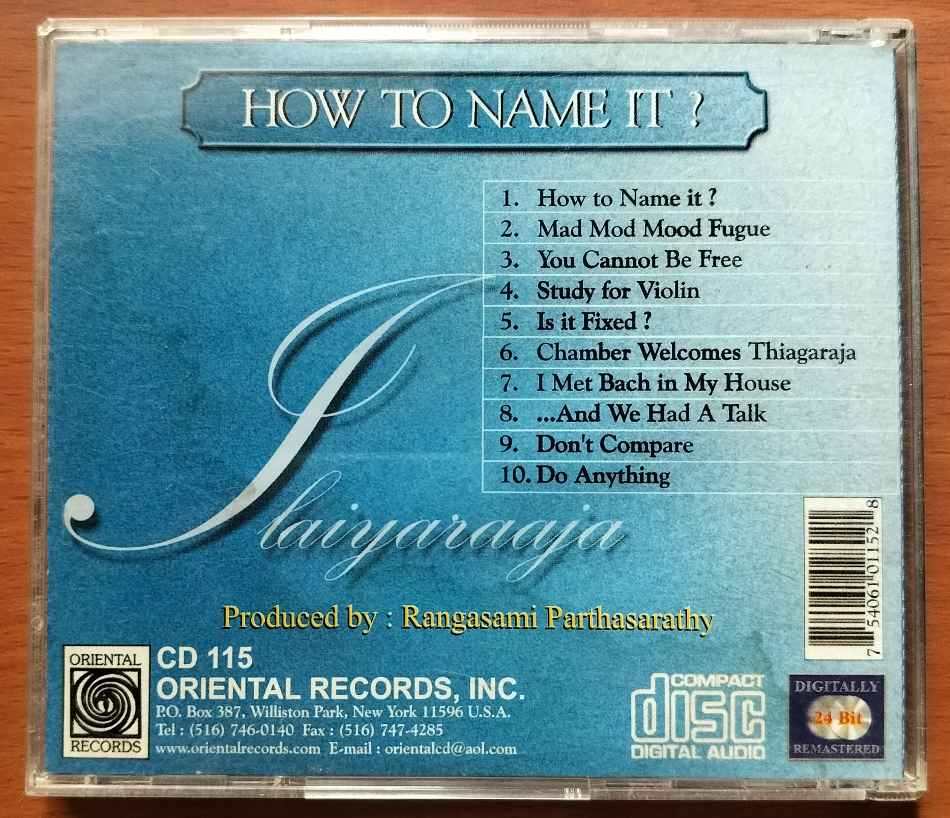 HOW TO NAME IT ?
1. How to Name it ?
2. Mad Mod Mood Fugue
3. You Cannot Be Free
4. Study for Violin
5. Is it Fixed ?
6. Chamber Welcomes Thiagaraja
7. I Met Bach in My House
8. ...And We Had A Talk
9. Don't Compare
10. Do Anything
Ilaiyaraaja
7 54061 01152 8
Produced by : Rangasami Parthasarathy
ORIENTAL
RECORDS
CD 115
ORIENTAL RECORDS, INC.
P.O. Box 387, Williston Park, New York 11596 U.S.A.
Tel : (516) 746-0140 Fax : (516) 747-4285
www.orientalrecords.com E-mail : orientalcd@aol.com
COMPACT
disc
DIGITAL AUDIO
DIGITALLY
24 Bit
REMASTERED